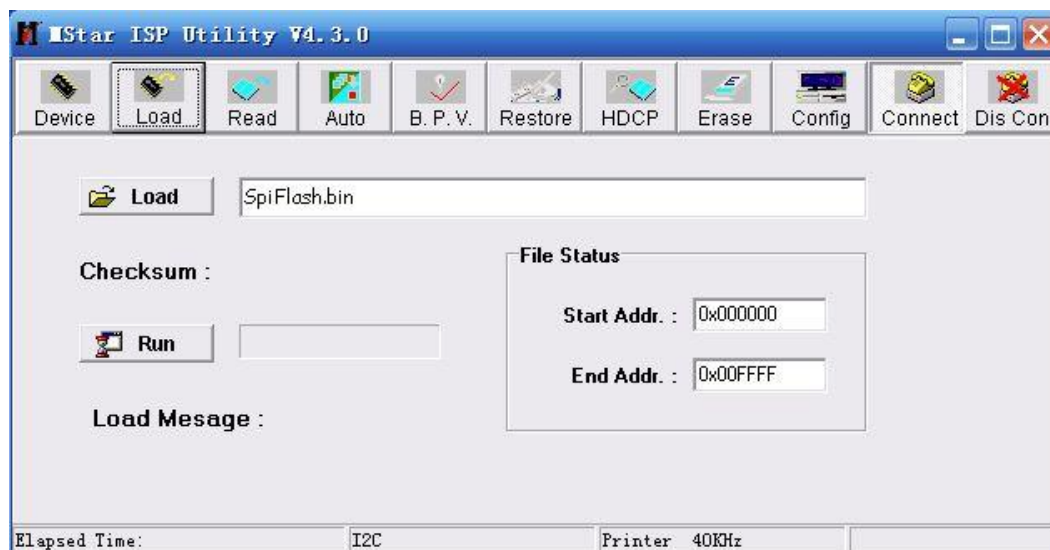 MStar ISP Utility V4.3.0
Device Load Read Auto B. P. V. Restore HDCP Erase Config Connect Dis Con
Load SpiFlash.bin
File Status
Checksum :
Start Addr. : 0x000000
Run
End Addr. : 0x00FFFF
Load Mesage :
Elapsed Time: I2C Printer 40KHz